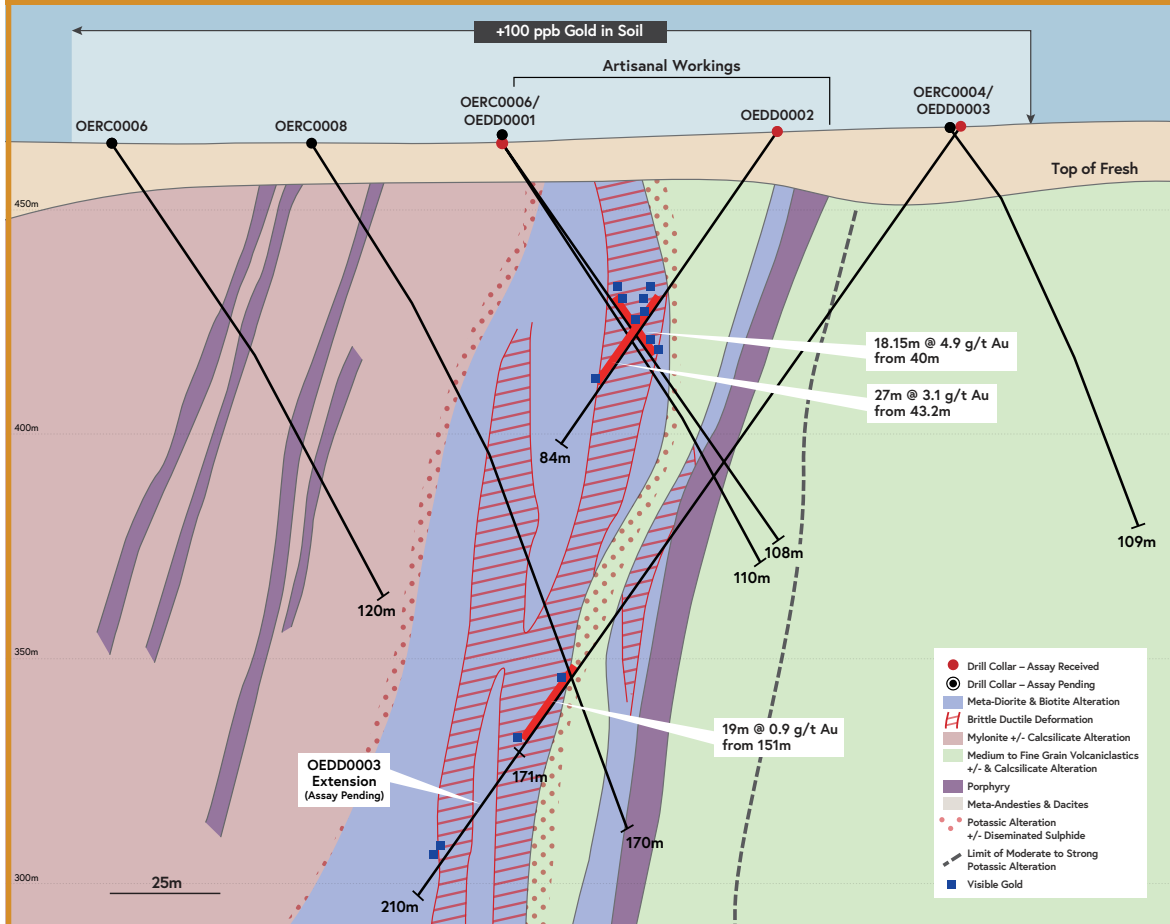 +100 ppb Gold in Soil
Artisanal Workings
OERC0006
OERC0008
OERC0006/
OEDD0001
OEDD0002
OERC0004/
OEDD0003
Top of Fresh
450m
18.15m @ 4.9 g/t Au
from 40m
27m @ 3.1 g/t Au
from 43.2m
400m
84m
108m
110m
109m
120m
350m
19m @ 0.9 g/t Au
from 151m
OEDD0003
Extension
(Assay Pending)
171m
170m
300m
25m
210m
Drill Collar – Assay Received
Drill Collar – Assay Pending
Meta-Diorite & Biotite Alteration
Brittle Ductile Deformation
Mylonite +/- Calcsilicate Alteration
Medium to Fine Grain Volcaniclastics
+/- & Calcsilicate Alteration
Porphyry
Meta-Andesties & Dacites
Potassic Alteration
+/- Diseminated Sulphide
Limit of Moderate to Strong
Potassic Alteration
Visible Gold